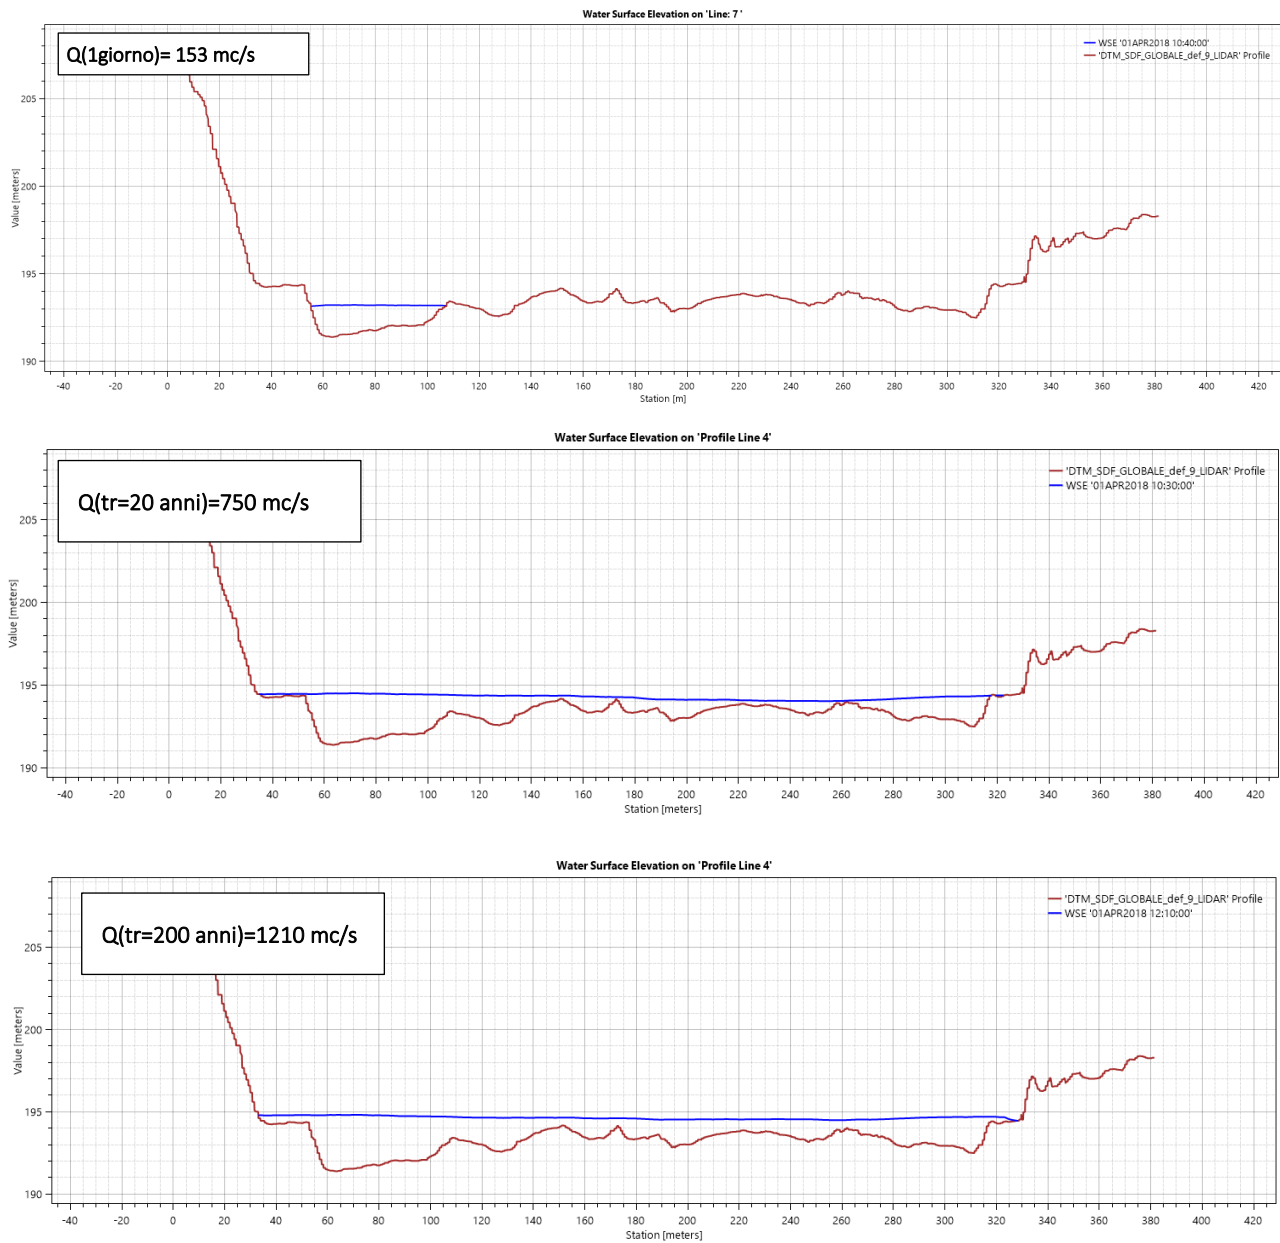 Water Surface Elevation on 'Line: 7 '
Q(1giorno)= 153 mc/s
WSE '01APR2018 10:40:00'
'DTM_SDF_GLOBALE_def_9_LIDAR' Profile
Value [meters]
205
200
195
190
-40 -20 0 20 40 60 80 100 120 140 160 180 200 220 240 260 280 300 320 340 360 380 400 420
Station [m]
Water Surface Elevation on 'Profile Line 4'
Q(tr=20 anni)=750 mc/s
'DTM_SDF_GLOBALE_def_9_LIDAR' Profile
WSE '01APR2018 10:30:00'
Value [meters]
205
200
195
190
-40 -20 0 20 40 60 80 100 120 140 160 180 200 220 240 260 280 300 320 340 360 380 400 420
Station [meters]
Water Surface Elevation on 'Profile Line 4'
Q(tr=200 anni)=1210 mc/s
'DTM_SDF_GLOBALE_def_9_LIDAR' Profile
WSE '01APR2018 12:10:00'
Value [meters]
205
200
195
190
-40 -20 0 20 40 60 80 100 120 140 160 180 200 220 240 260 280 300 320 340 360 380 400 420
Station [meters]